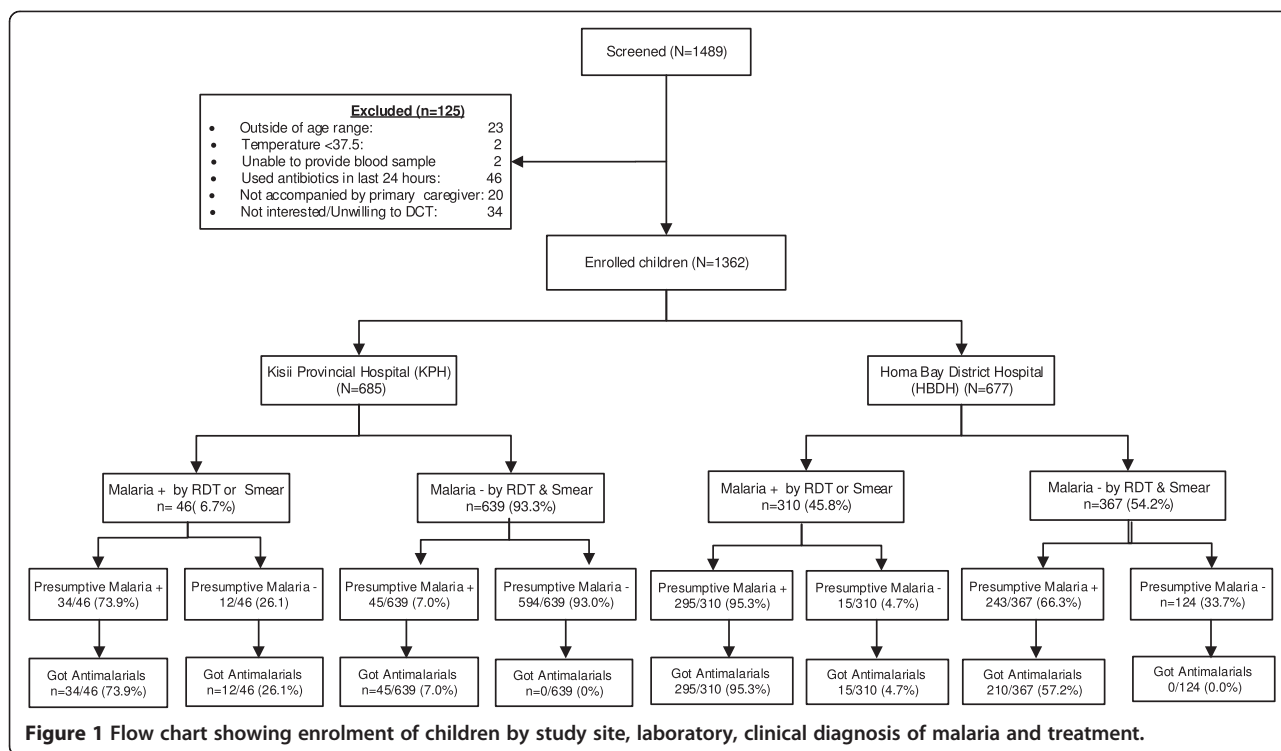 Screened (N=1489)
Excluded (n=125)
• Outside of age range: 23
• Temperature <37.5: 2
• Unable to provide blood sample 2
• Used antibiotics in last 24 hours: 46
• Not accompanied by primary caregiver: 20
• Not interested/Unwilling to DCT: 34
Enrolled children (N=1362)
Kisii Provincial Hospital (KPH)
(N=685)
Homa Bay District Hospital
(HBDH) (N=677)
Malaria + by RDT or Smear
n= 46( 6.7%)
Malaria - by RDT & Smear
n=639 (93.3%)
Malaria + by RDT or Smear
n=310 (45.8%)
Malaria - by RDT & Smear
n=367 (54.2%)
Presumptive Malaria +
34/46 (73.9%)
Presumptive Malaria -
12/46 (26.1)
Presumptive Malaria +
45/639 (7.0%)
Presumptive Malaria -
594/639 (93.0%)
Presumptive Malaria +
295/310 (95.3%)
Presumptive Malaria -
15/310 (4.7%)
Presumptive Malaria +
243/367 (66.3%)
Presumptive Malaria -
n=124 (33.7%)
Got Antimalarials
n=34/46 (73.9%)
Got Antimalarials
n=12/46 (26.1%)
Got Antimalarials
n=45/639 (7.0%)
Got Antimalarials
n=0/639 (0%)
Got Antimalarials
295/310 (95.3%)
Got Antimalarials
15/310 (4.7%)
Got Antimalarials
210/367 (57.2%)
Got Antimalarials
0/124 (0.0%)
Figure 1 Flow chart showing enrolment of children by study site, laboratory, clinical diagnosis of malaria and treatment.